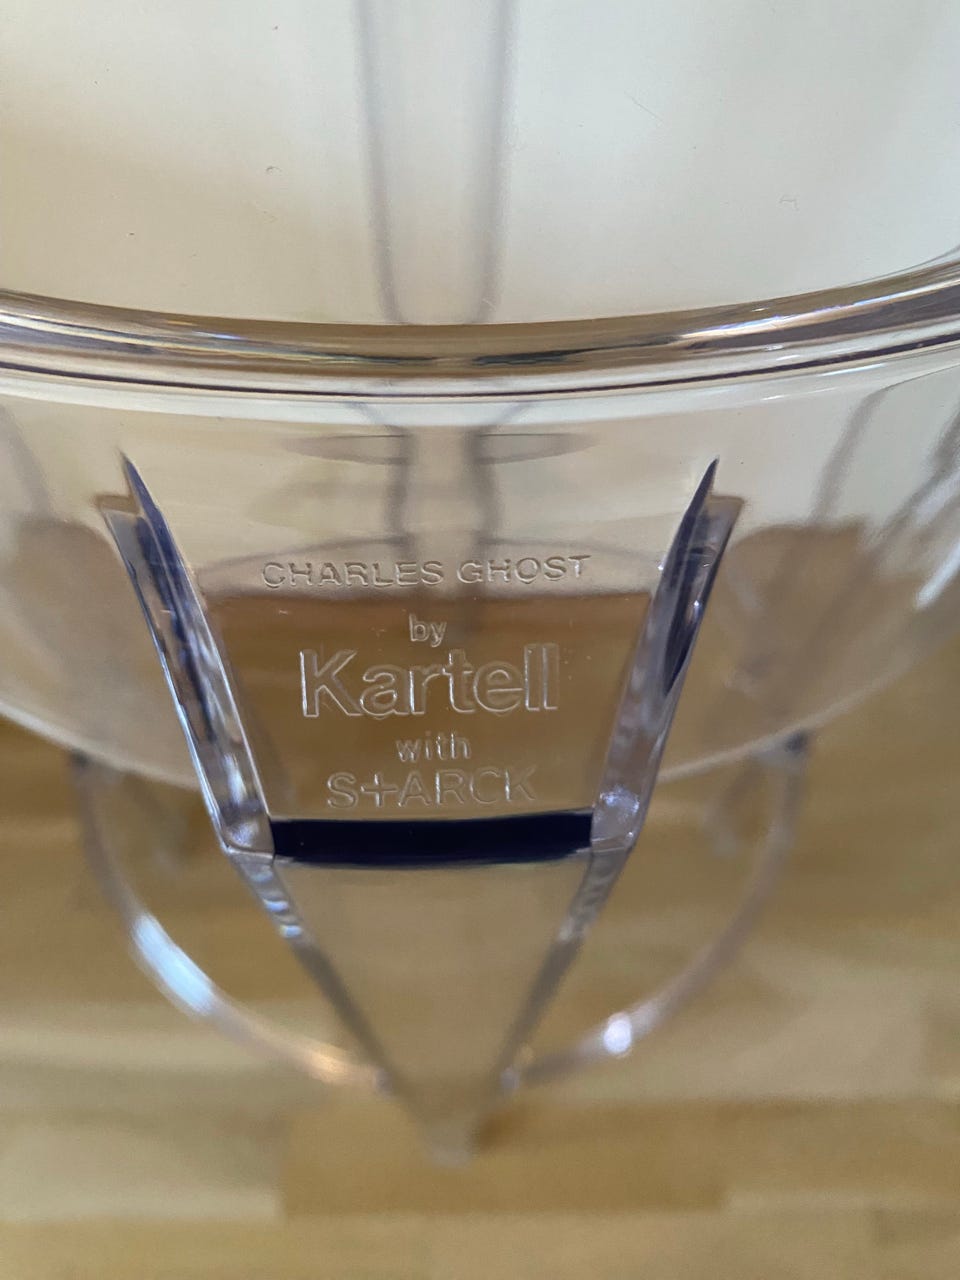 CHARLES GHOST
by
Kartell
with
S+ARCK